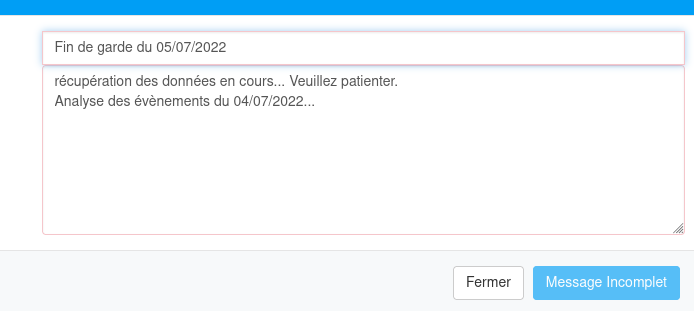 Fin de garde du 05/07/2022
récupération des données en cours... Veuillez patienter.
Analyse des évènements du 04/07/2022...
Fermer
Message Incomplet